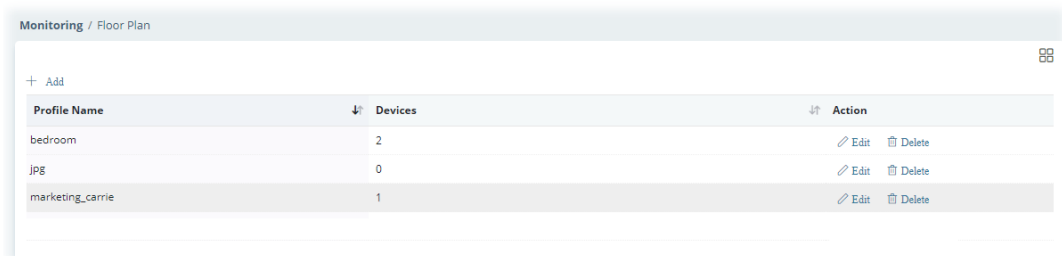 Monitoring / Floor Plan
+ Add
Profile Name Devices Action
bedroom 2 Edit Delete
jpg 0 Edit Delete
marketing_carrie 1 Edit Delete